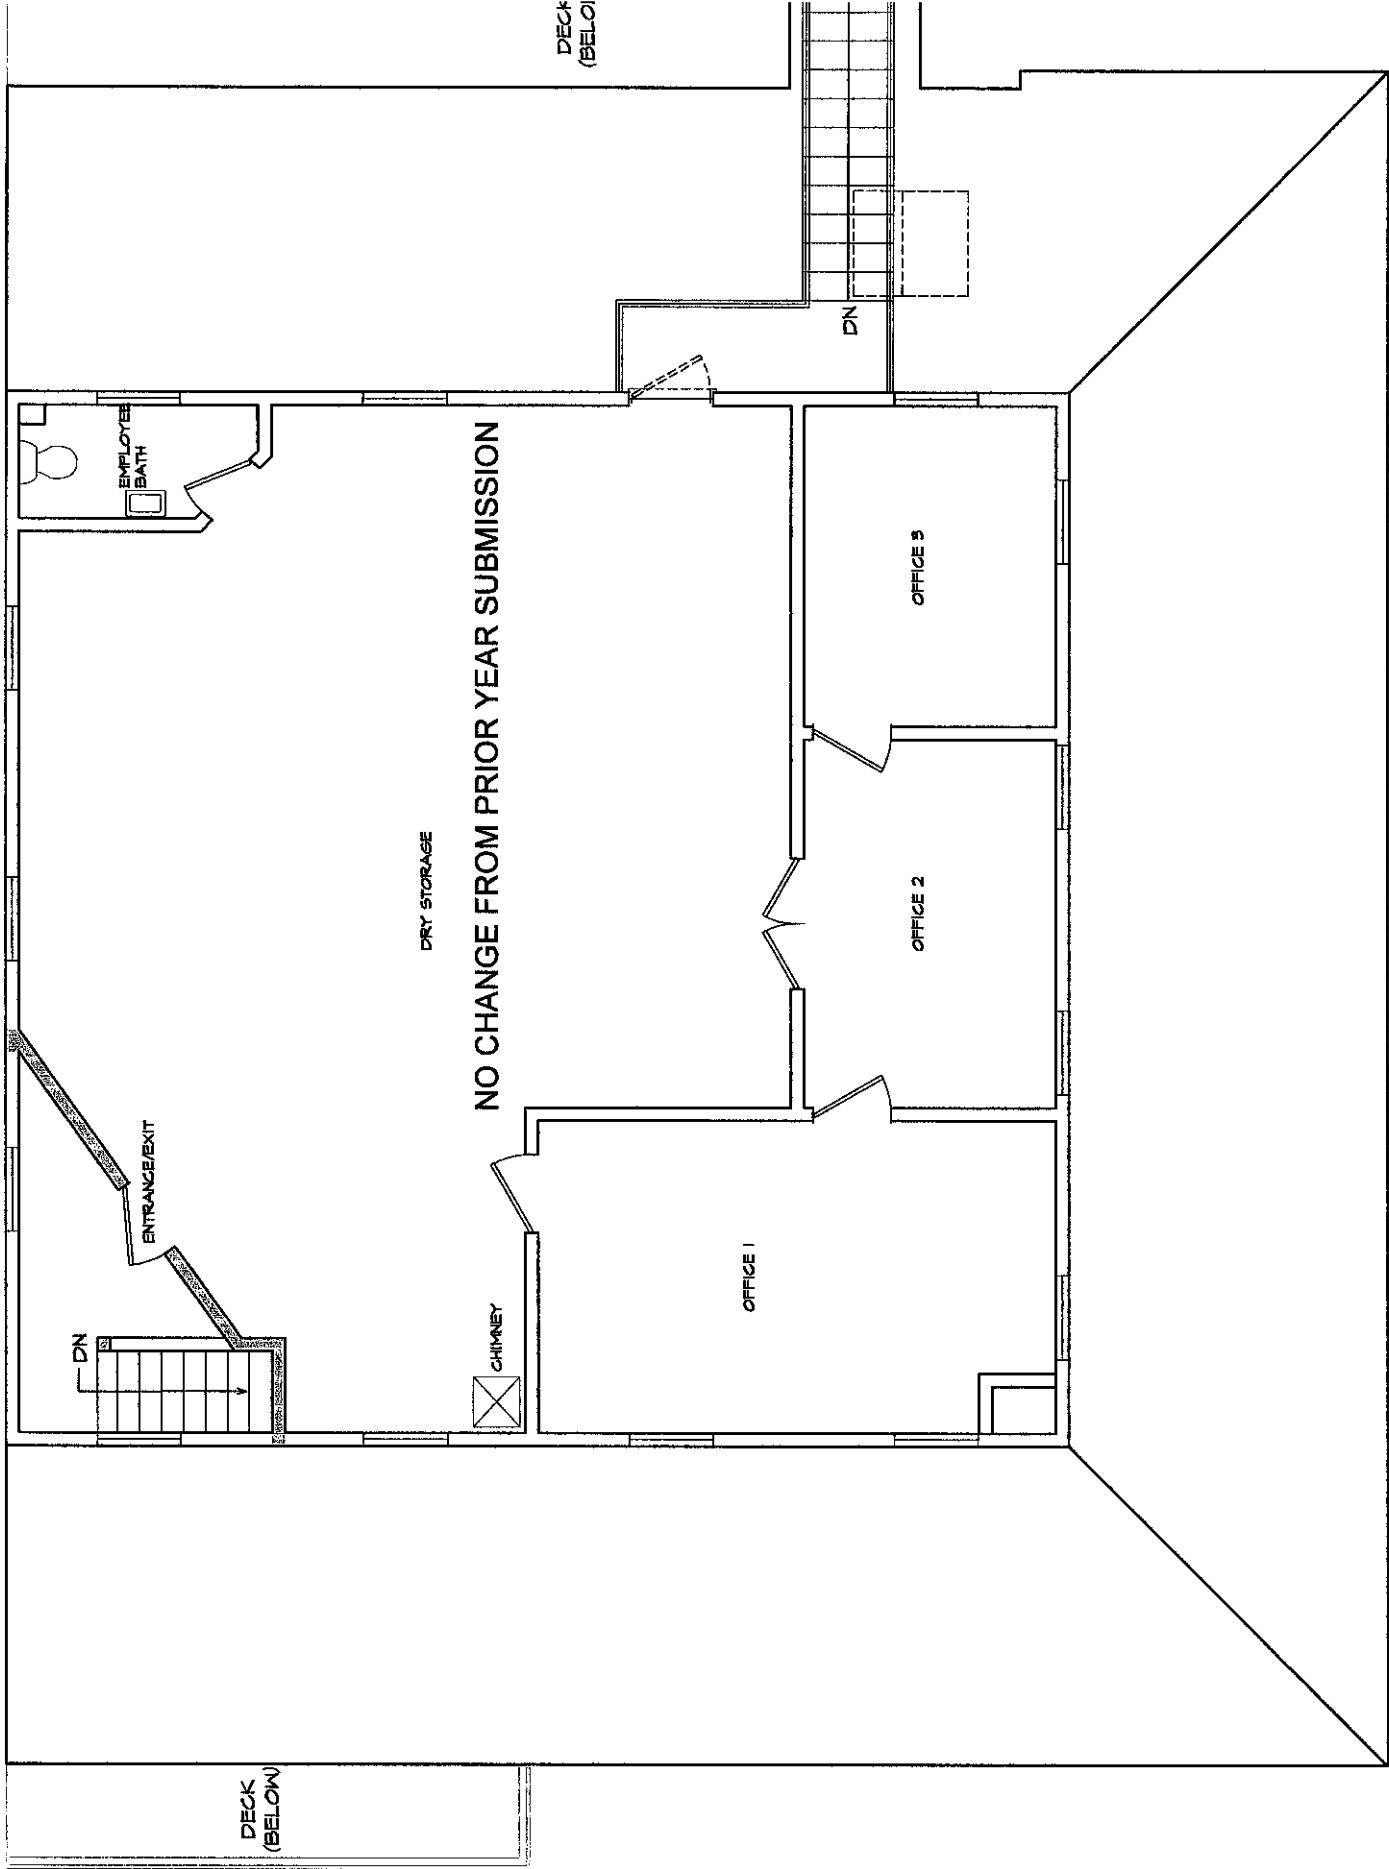 DECK
(BELOW)
DN
ENTRANCE/EXIT
CHIMNEY
DRY STORAGE
NO CHANGE FROM PRIOR YEAR SUBMISSION
EMPLOYEE
BATH
OFFICE 1
OFFICE 2
OFFICE 3
DN
DECK